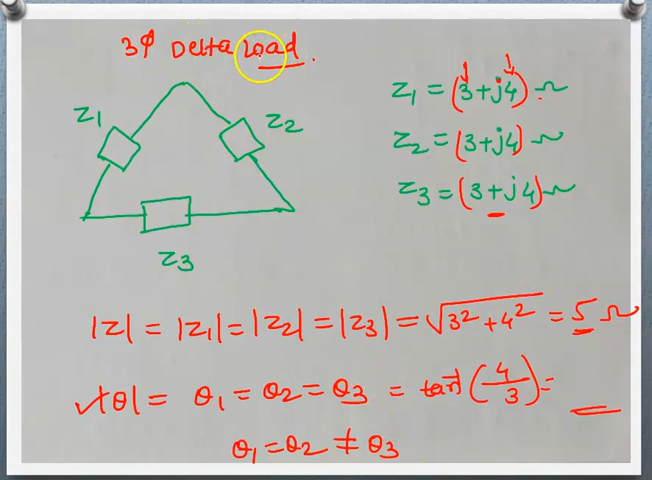 3φ Delta Load.
Z1 = (3+j4) Ω
Z1
Z2
Z2 = (3+j4) Ω
Z3 = (3+j4) Ω
Z3
|Z| = |Z1| = |Z2| = |Z3| = √3²+4² = 5 Ω
|θ| = θ1 = θ2 = θ3 = tan⁻¹(4/3) =
θ1 = θ2 ≠ θ3